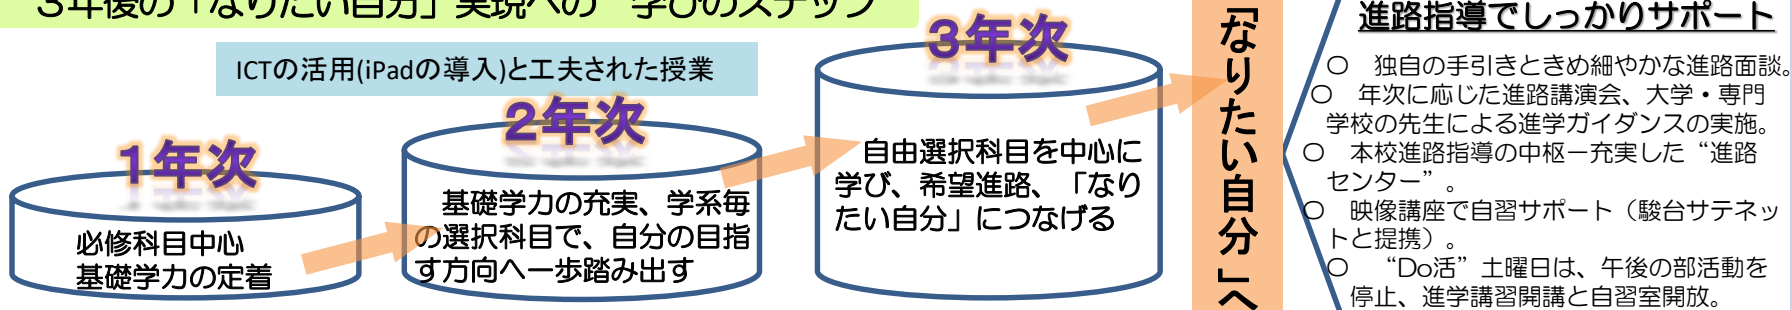 ３年後の「なりたい自分」実現への 学びのステップ
ICTの活用(iPadの導入)と工夫された授業
１年次
必修科目中心
基礎学力の定着
２年次
基礎学力の充実、学系毎
の選択科目で、自分の目指
す方向へ一歩踏み出す
３年次
自由選択科目を中心に
学び、希望進路、「なり
たい自分」につなげる
「なりたい自分」へ
進路指導でしっかりサポート
○　独自の手引きときめ細やかな進路面談。
○　年次に応じた進路講演会、大学・専門
学校の先生による進学ガイダンスの実施。
○　本校進路指導の中枢ー充実した“進路
センター”。
○　映像講座で自習サポート（駿台サテネッ
トと提携）。
○　“Do活”土曜日は、午後の部活動を
停止、進学講習開講と自習室開放。